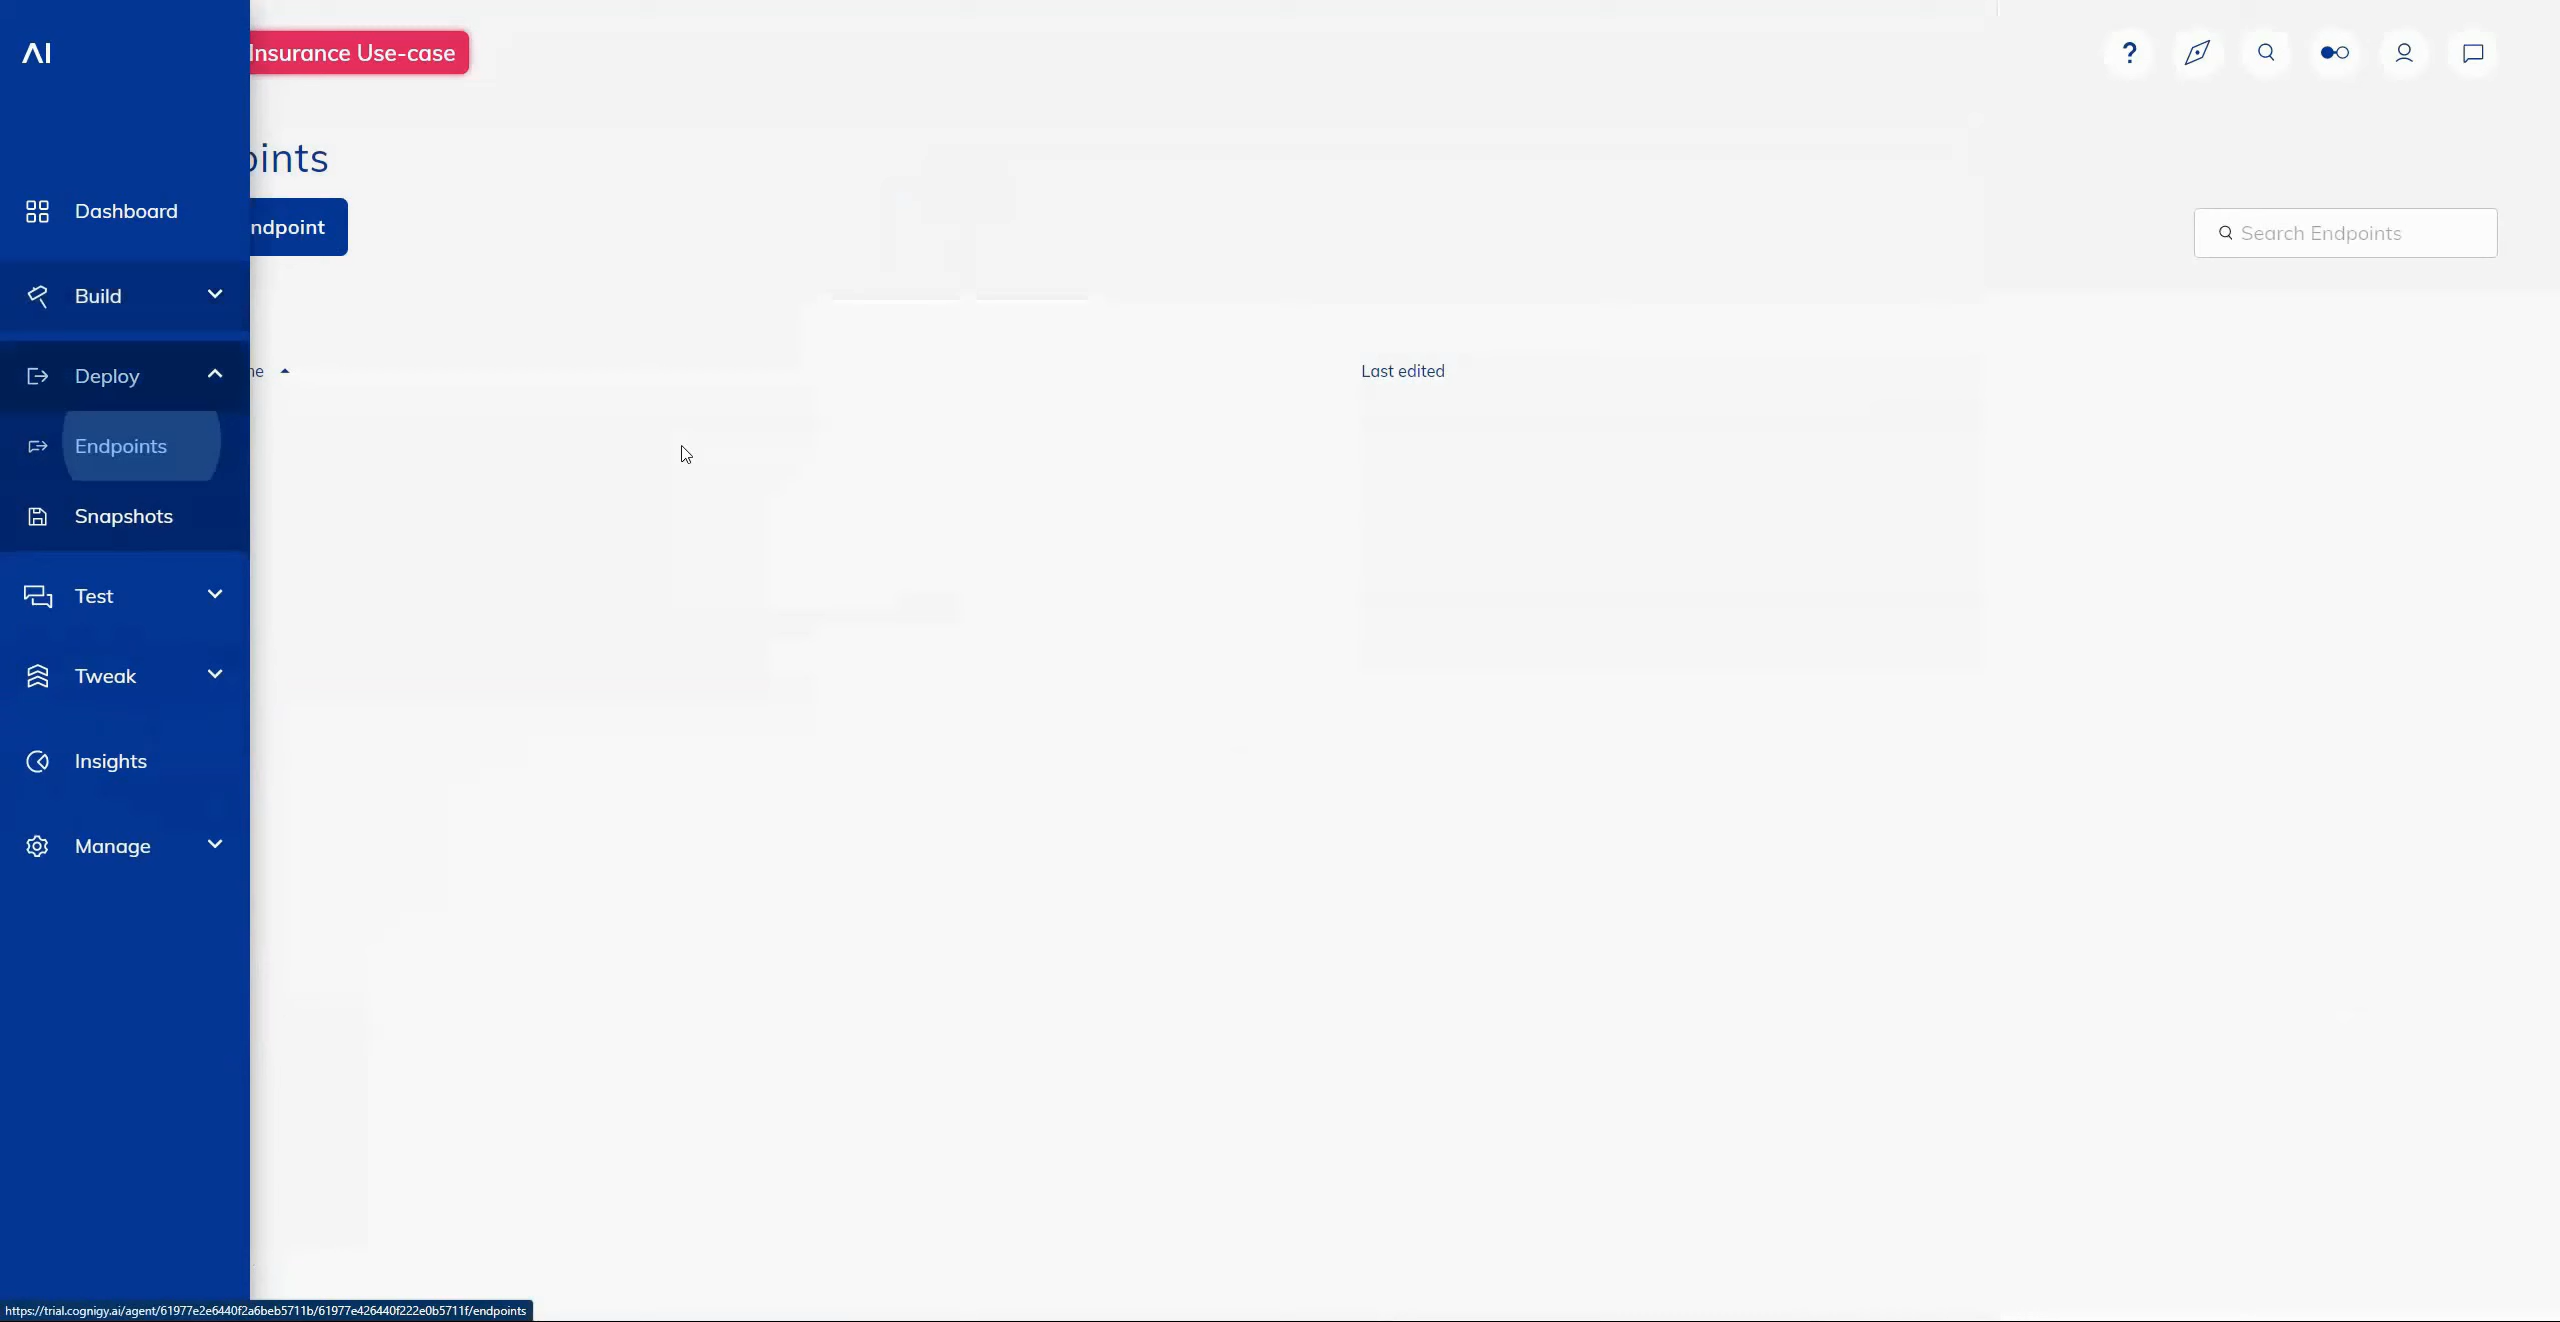 AI
Insurance Use-case
?
oints
Dashboard
ndpoint
Search Endpoints
Build
Deploy
ne
Last edited
Endpoints
Snapshots
Test
Tweak
Insights
Manage
https://trial.cognigy.ai/agent/61977e2e6440f2a6beb5711b/61977e426440f222e0b5711f/endpoints